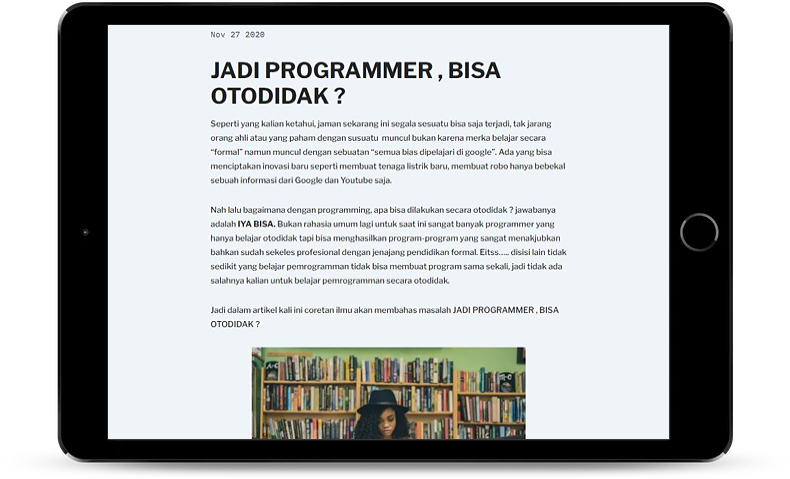 Nov 27 2020
JADI PROGRAMMER , BISA
OTODIDAK ?
Seperti yang kalian ketahui, jaman sekarang ini segala sesuatu bisa saja terjadi, tak jarang
orang ahli atau yang paham dengan susuatu  muncul bukan karena merka belajar secara
“formal” namun muncul dengan sebuatan “semua bias dipelajari di google”. Ada yang bisa
menciptakan inovasi baru seperti membuat tenaga listrik baru, membuat robo hanya bebekal
sebuah informasi dari Google dan Youtube saja.
Nah lalu bagaimana dengan programming, apa bisa dilakukan secara otodidak ? jawabanya
adalah IYA BISA. Bukan rahasia umum lagi untuk saat ini sangat banyak programmer yang
hanya belajar otodidak tapi bisa menghasilkan program-program yang sangat menakjubkan
bahkan sudah sekeles profesional dengan jenajang pendidikan formal. Eitss..... disisi lain tidak
sedikit yang belajar pemrogramman tidak bisa membuat program sama sekali, jadi tidak ada
salahnya kalian untuk belajar pemrogramman secara otodidak.
Jadi dalam artikel kali ini coretan ilmu akan membahas masalah JADI PROGRAMMER , BISA
OTODIDAK ?